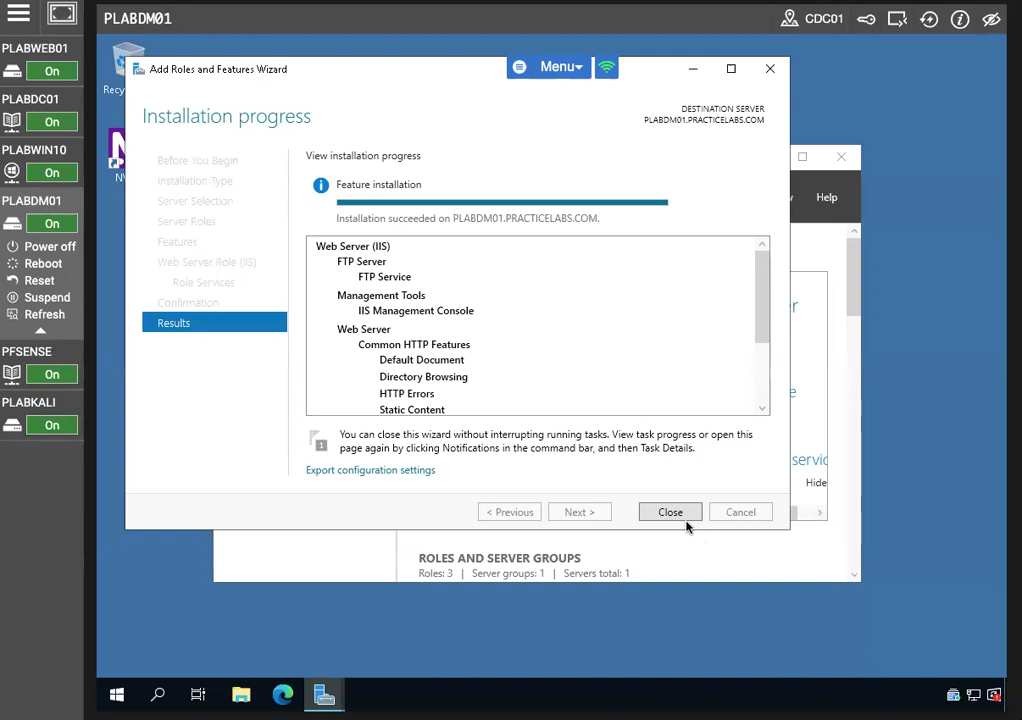 PLABDM01
CDC01
PLABWEB01
On
PLABDC01
On
PLABWIN10
On
PLABDM01
On
Power off
Reboot
Reset
Suspend
Refresh
PFSENSE
On
PLABKALI
On
Add Roles and Features Wizard
Menu
Installation progress
DESTINATION SERVER
PLABDM01.PRACTICELABS.COM
Before You Begin
Installation Type
Server Selection
Server Roles
Features
Web Server Role (IIS)
Role Services
Confirmation
Results
View installation progress
Feature installation
Installation succeeded on PLABDM01.PRACTICELABS.COM.
Web Server (IIS)
FTP Server
FTP Service
Management Tools
IIS Management Console
Web Server
Common HTTP Features
Default Document
Directory Browsing
HTTP Errors
Static Content
1
You can close this wizard without interrupting running tasks. View task progress or open this
page again by clicking Notifications in the command bar, and then Task Details.
Export configuration settings
< Previous
Next >
Close
Cancel
Help
Hide
ROLES AND SERVER GROUPS
Roles: 3 | Server groups: 1 | Servers total: 1